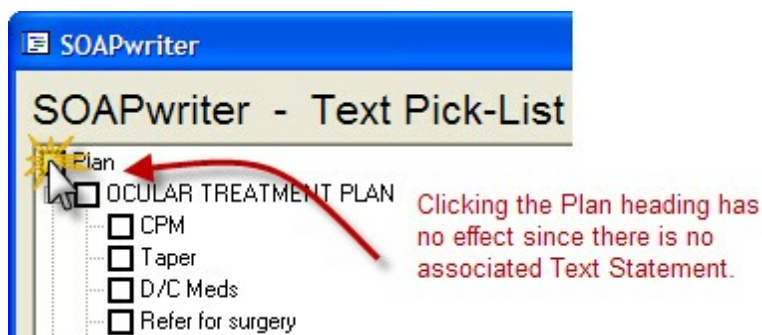 SOAPwriter
SOAPwriter - Text Pick-List
Plan
OCULAR TREATMENT PLAN
CPM
Taper
D/C Meds
Refer for surgery
Clicking the Plan heading has
no effect since there is no
associated Text Statement.